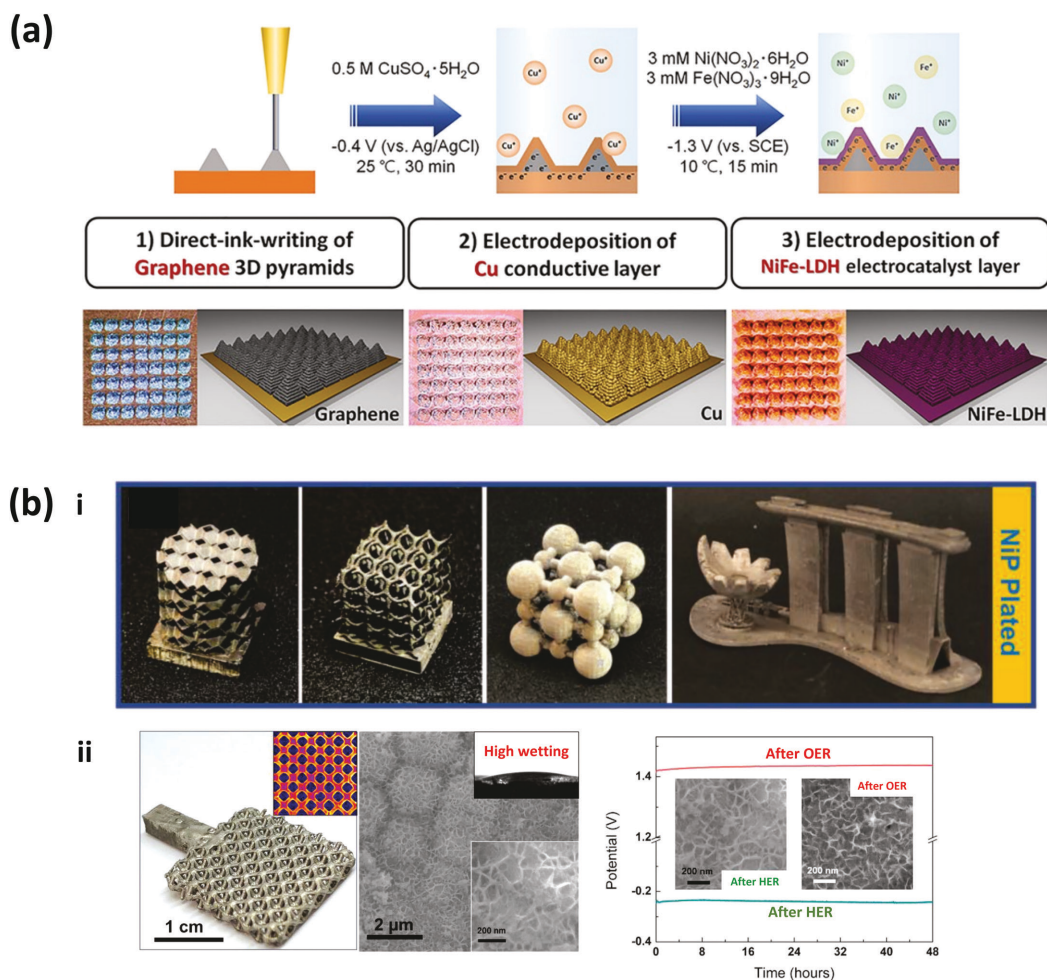 (a)
0.5 M CuSO₄·5H₂O
-0.4 V (vs. Ag/AgCl)
25 ℃, 30 min
Cu⁺
Cu⁺
Cu⁺
Cu⁺
Cu⁺
e⁻
e⁻
3 mM Ni(NO₃)₂·6H₂O
3 mM Fe(NO₃)₃·9H₂O
-1.3 V (vs. SCE)
10 ℃, 15 min
Ni⁺
Fe⁺
Ni⁺
Fe⁺
Ni⁺
Ni⁺
Fe⁺
1) Direct-ink-writing of
Graphene 3D pyramids
2) Electrodeposition of
Cu conductive layer
3) Electrodeposition of
NiFe-LDH electrocatalyst layer
Graphene
Cu
NiFe-LDH
(b) i
NiP Plated
ii
1 cm
High wetting
2 μm
200 nm
After OER
After OER
200 nm
After HER
200 nm
After HER
Potential (V)
1.4
1.2
-0.2
-0.4
0 8 16 24 32 40 48
Time (hours)